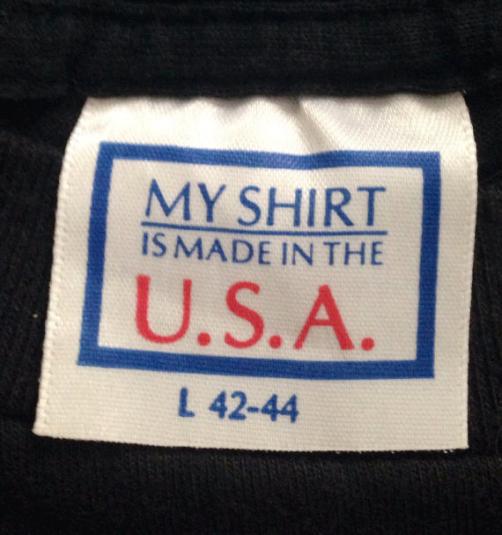 MY SHIRT
IS MADE IN THE
U.S.A.
L 42-44